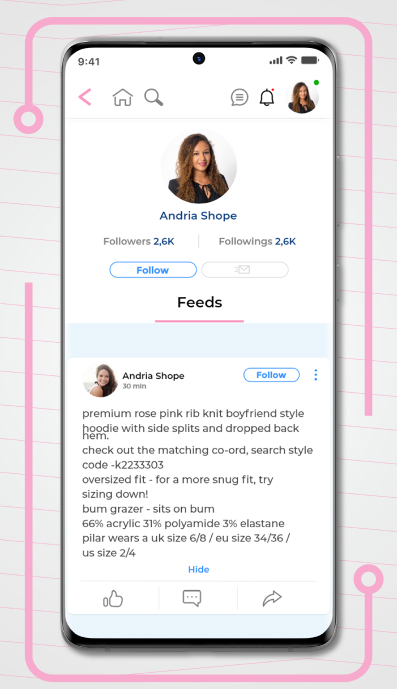 9:41
Andria Shope
Followers 2,6K
Followings 2,6K
Follow
Feeds
Andria Shope
30 min
Follow
premium rose pink rib knit boyfriend style
hoodie with side splits and dropped back
hem.
check out the matching co-ord, search style
code -k2233303
oversized fit - for a more snug fit, try
sizing down!
bum grazer - sits on bum
66% acrylic 31% polyamide 3% elastane
pilar wears a uk size 6/8 / eu size 34/36 /
us size 2/4
Hide